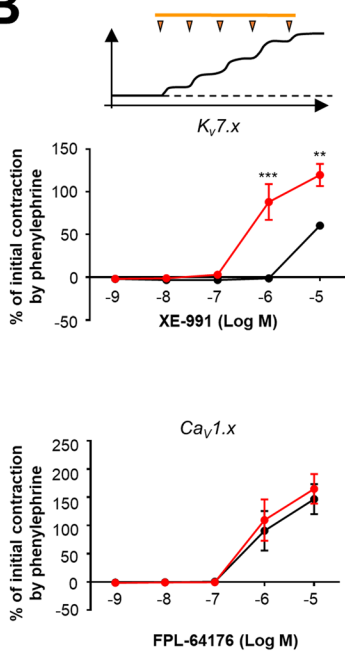 B
Kv7.x
% of initial contraction
by phenylephrine
150
100
50
0
-50
***
**
-9 -8 -7 -6 -5
XE-991 (Log M)
CaV1.x
% of initial contraction
by phenylephrine
250
200
150
100
50
0
-50
-9 -8 -7 -6 -5
FPL-64176 (Log M)